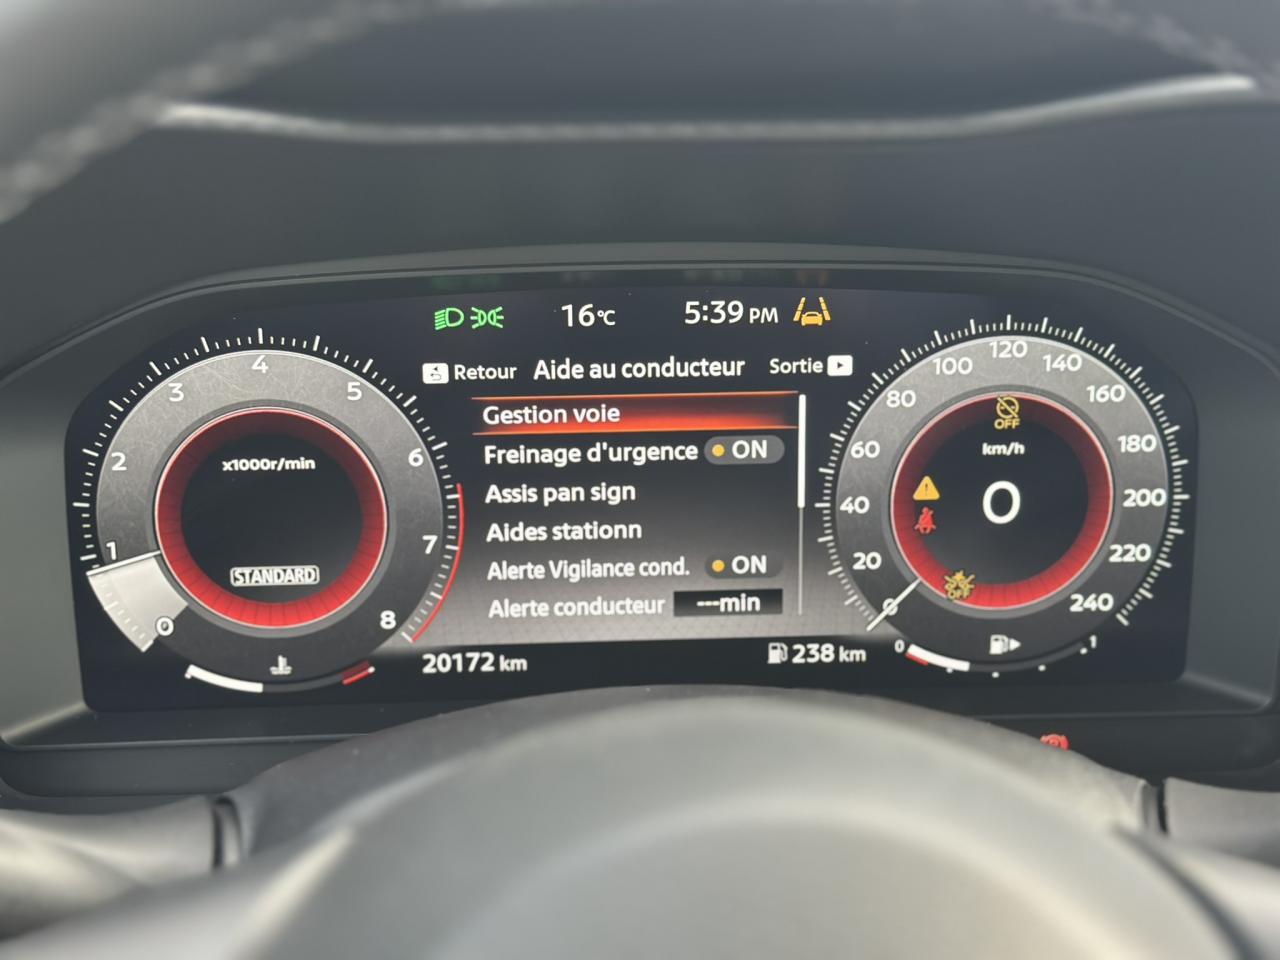 16°C
5:39 PM
Retour
Aide au conducteur
Sortie
Gestion voie
Freinage d'urgence ON
Assis pan sign
Aides stationn
Alerte Vigilance cond. ON
Alerte conducteur ---min
20172 km
238 km
0
1
2
3
4
5
6
7
8
x1000r/min
STANDARD
0
20
40
60
80
100
120
140
160
180
200
220
240
OFF
km/h
0
OFF
0
1